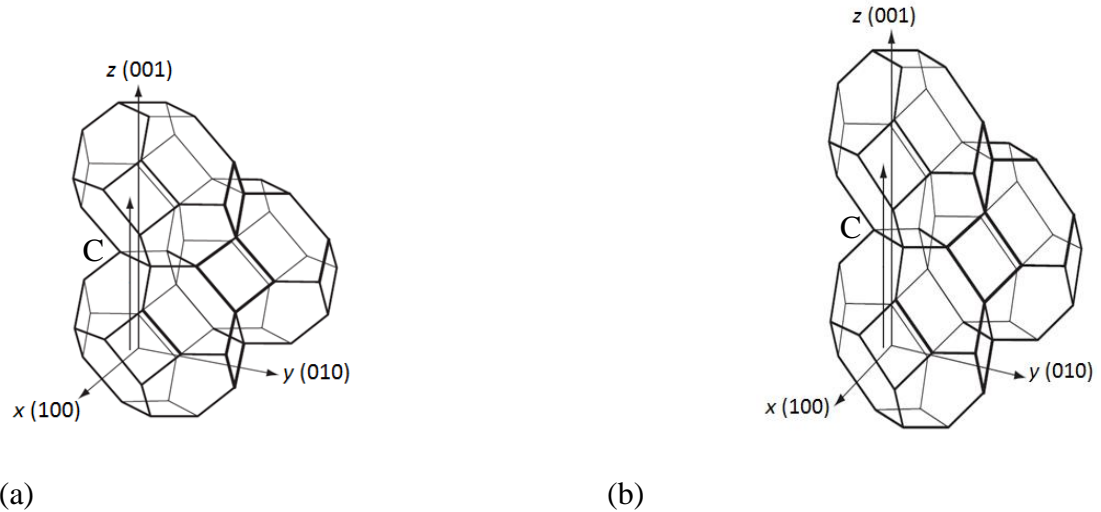 z (001)
C
y (010)
x (100)
(a)
z (001)
C
y (010)
x (100)
(b)